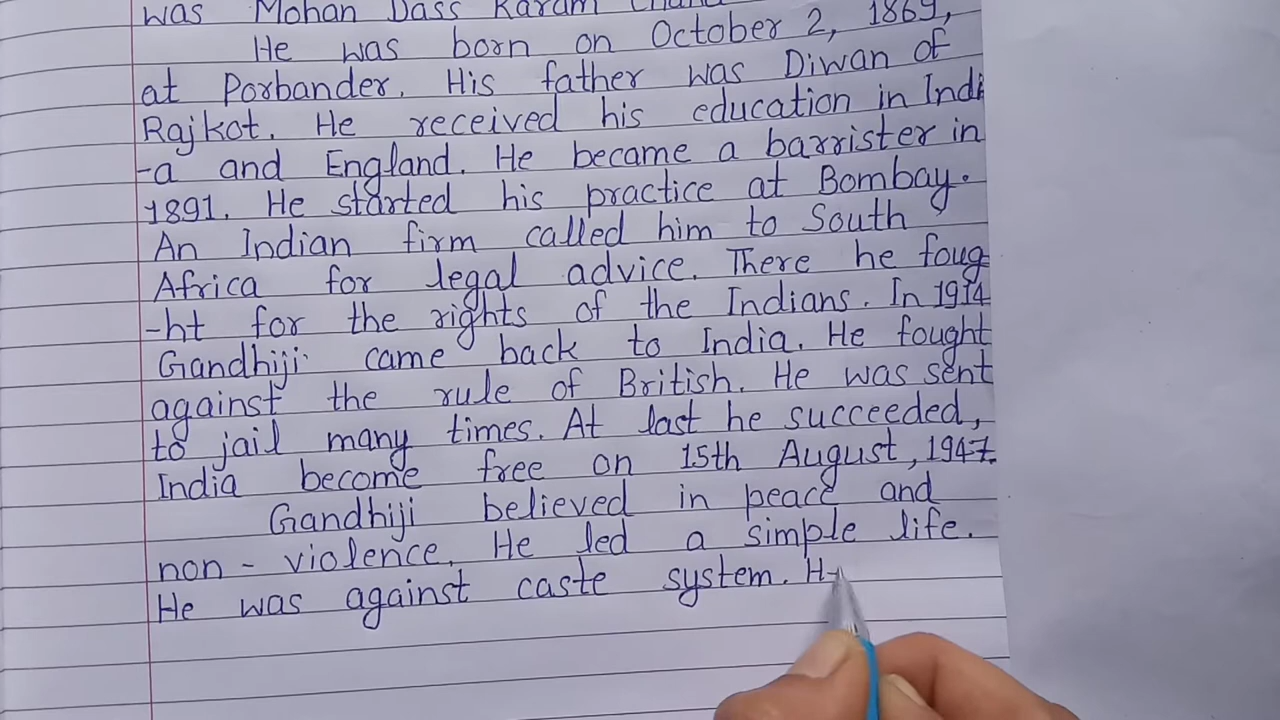 was Mohan Dass Karam Chand
He was born on October 2, 1869,
at Porbander. His father was Diwan of
Rajkot. He received his education in Indi
-a and England. He became a barrister in
1891. He started his practice at Bombay.
An Indian firm called him to South
Africa for legal advice. There he foug
-ht for the rights of the Indians. In 1914
Gandhiji came back to India. He fought
against the rule of British. He was sent
to jail many times. At last he succeeded,
India become free on 15th August, 1947.
Gandhiji believed in peace and
non - violence. He led a simple life.
He was against caste system. H